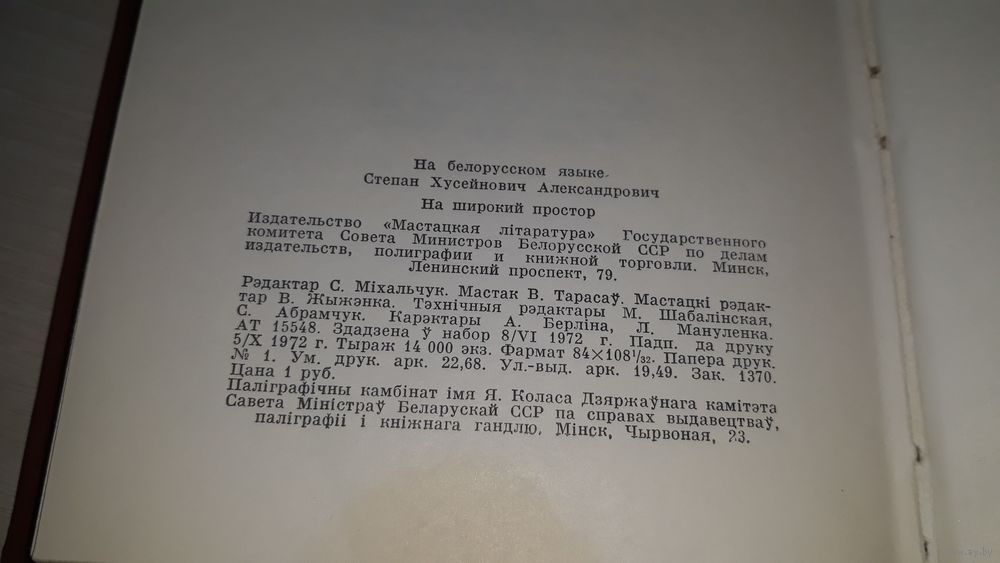 На белорусском языке.
Степан Хусейнович Александрович
На широкий простор
Издательство «Мастацкая літаратура» Государственного
комитета Совета Министров Белорусской ССР по делам
издательств, полиграфии и книжной торговли. Минск,
Ленинский проспект, 79.
Рэдактар С. Міхальчук. Мастак В. Тарасаў. Мастацкі рэдак-
тар В. Жыжэнка. Тэхнічныя рэдактары М. Шабалінская,
С. Абрамчук. Карэктары А. Берліна, Л. Мануленка.
АТ 15548. Здадзена ў набор 8/VI 1972 г. Падп. да друку
5/X 1972 г. Тыраж 14 000 экз. Фармат 84×108¹/₃₂. Папера друк.
№ 1. Ум. друк. арк. 22,68. Ул.-выд. арк. 19,49. Зак. 1370.
Цана 1 руб.
Паліграфічны камбінат імя Я. Коласа Дзяржаўнага камітэта
Савета Міністраў Беларускай ССР па справах выдавецтваў,
паліграфіі і кніжнага гандлю. Мінск, Чырвоная, 23.
www.ay.by